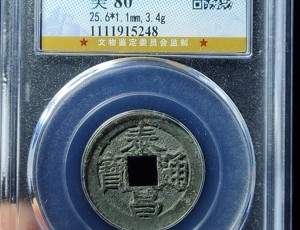 美 80
25.6*1.1mm,3.4g
1111915248
★ 文物鉴定委员会监制 ★
泰昌通寶